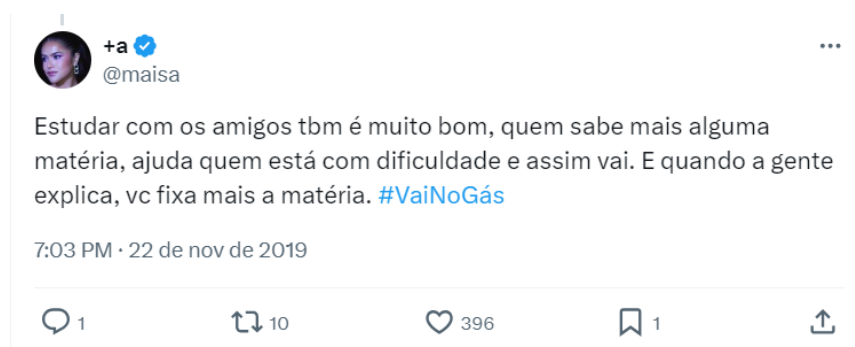 +a
@maisa
Estudar com os amigos tbm é muito bom, quem sabe mais alguma
matéria, ajuda quem está com dificuldade e assim vai. E quando a gente
explica, vc fixa mais a matéria. #VaiNoGás
7:03 PM · 22 de nov de 2019
1 10 396 1